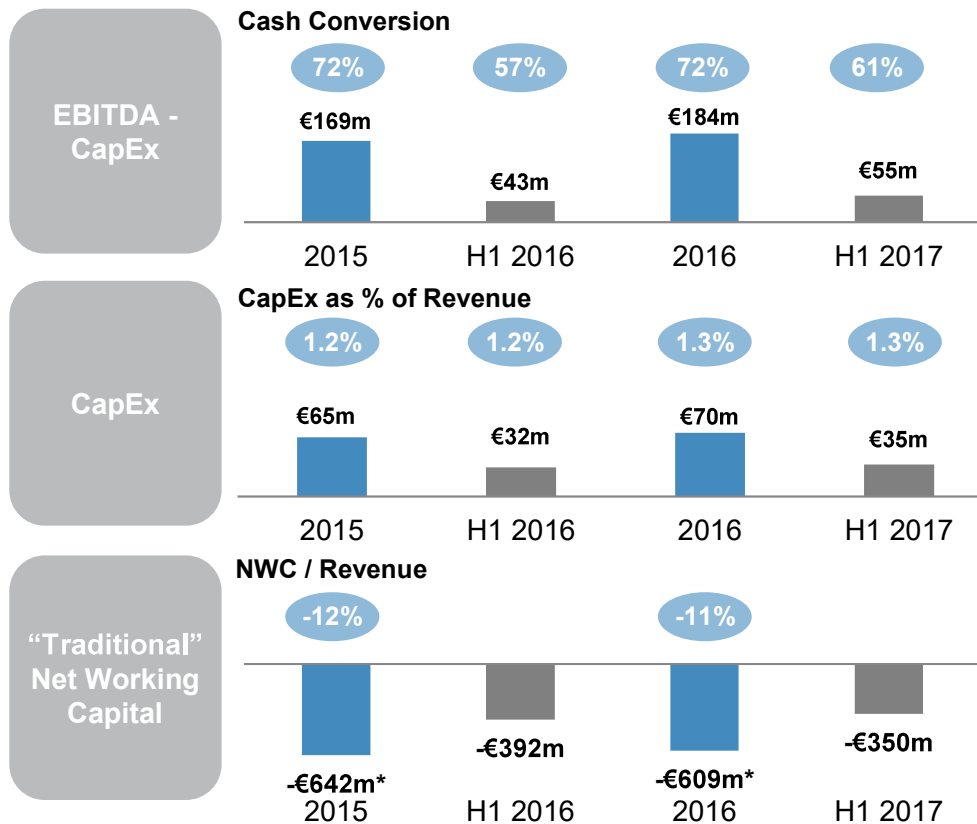 Cash Conversion
EBITDA -
CapEx
72%
57%
72%
61%
€169m
€43m
€184m
€55m
2015
H1 2016
2016
H1 2017
CapEx as % of Revenue
CapEx
1.2%
1.2%
1.3%
1.3%
€65m
€32m
€70m
€35m
2015
H1 2016
2016
H1 2017
NWC / Revenue
“Traditional”
Net Working
Capital
-12%
-11%
-€642m*
-€392m
-€609m*
-€350m
2015
H1 2016
2016
H1 2017